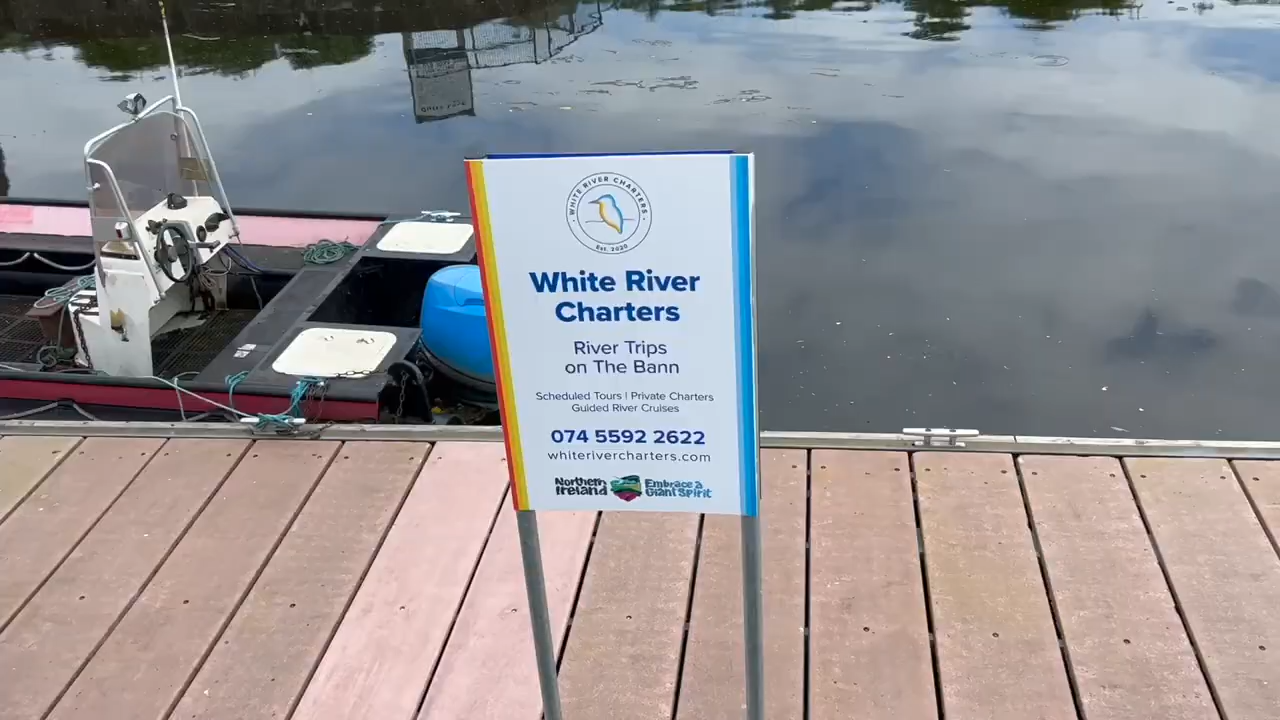 WHITE RIVER CHARTERS
Est. 2020
White River
Charters
River Trips
on The Bann
Scheduled Tours | Private Charters
Guided River Cruises
074 5592 2622
whiterivercharters.com
Northern Ireland
Embrace a Giant Spirit